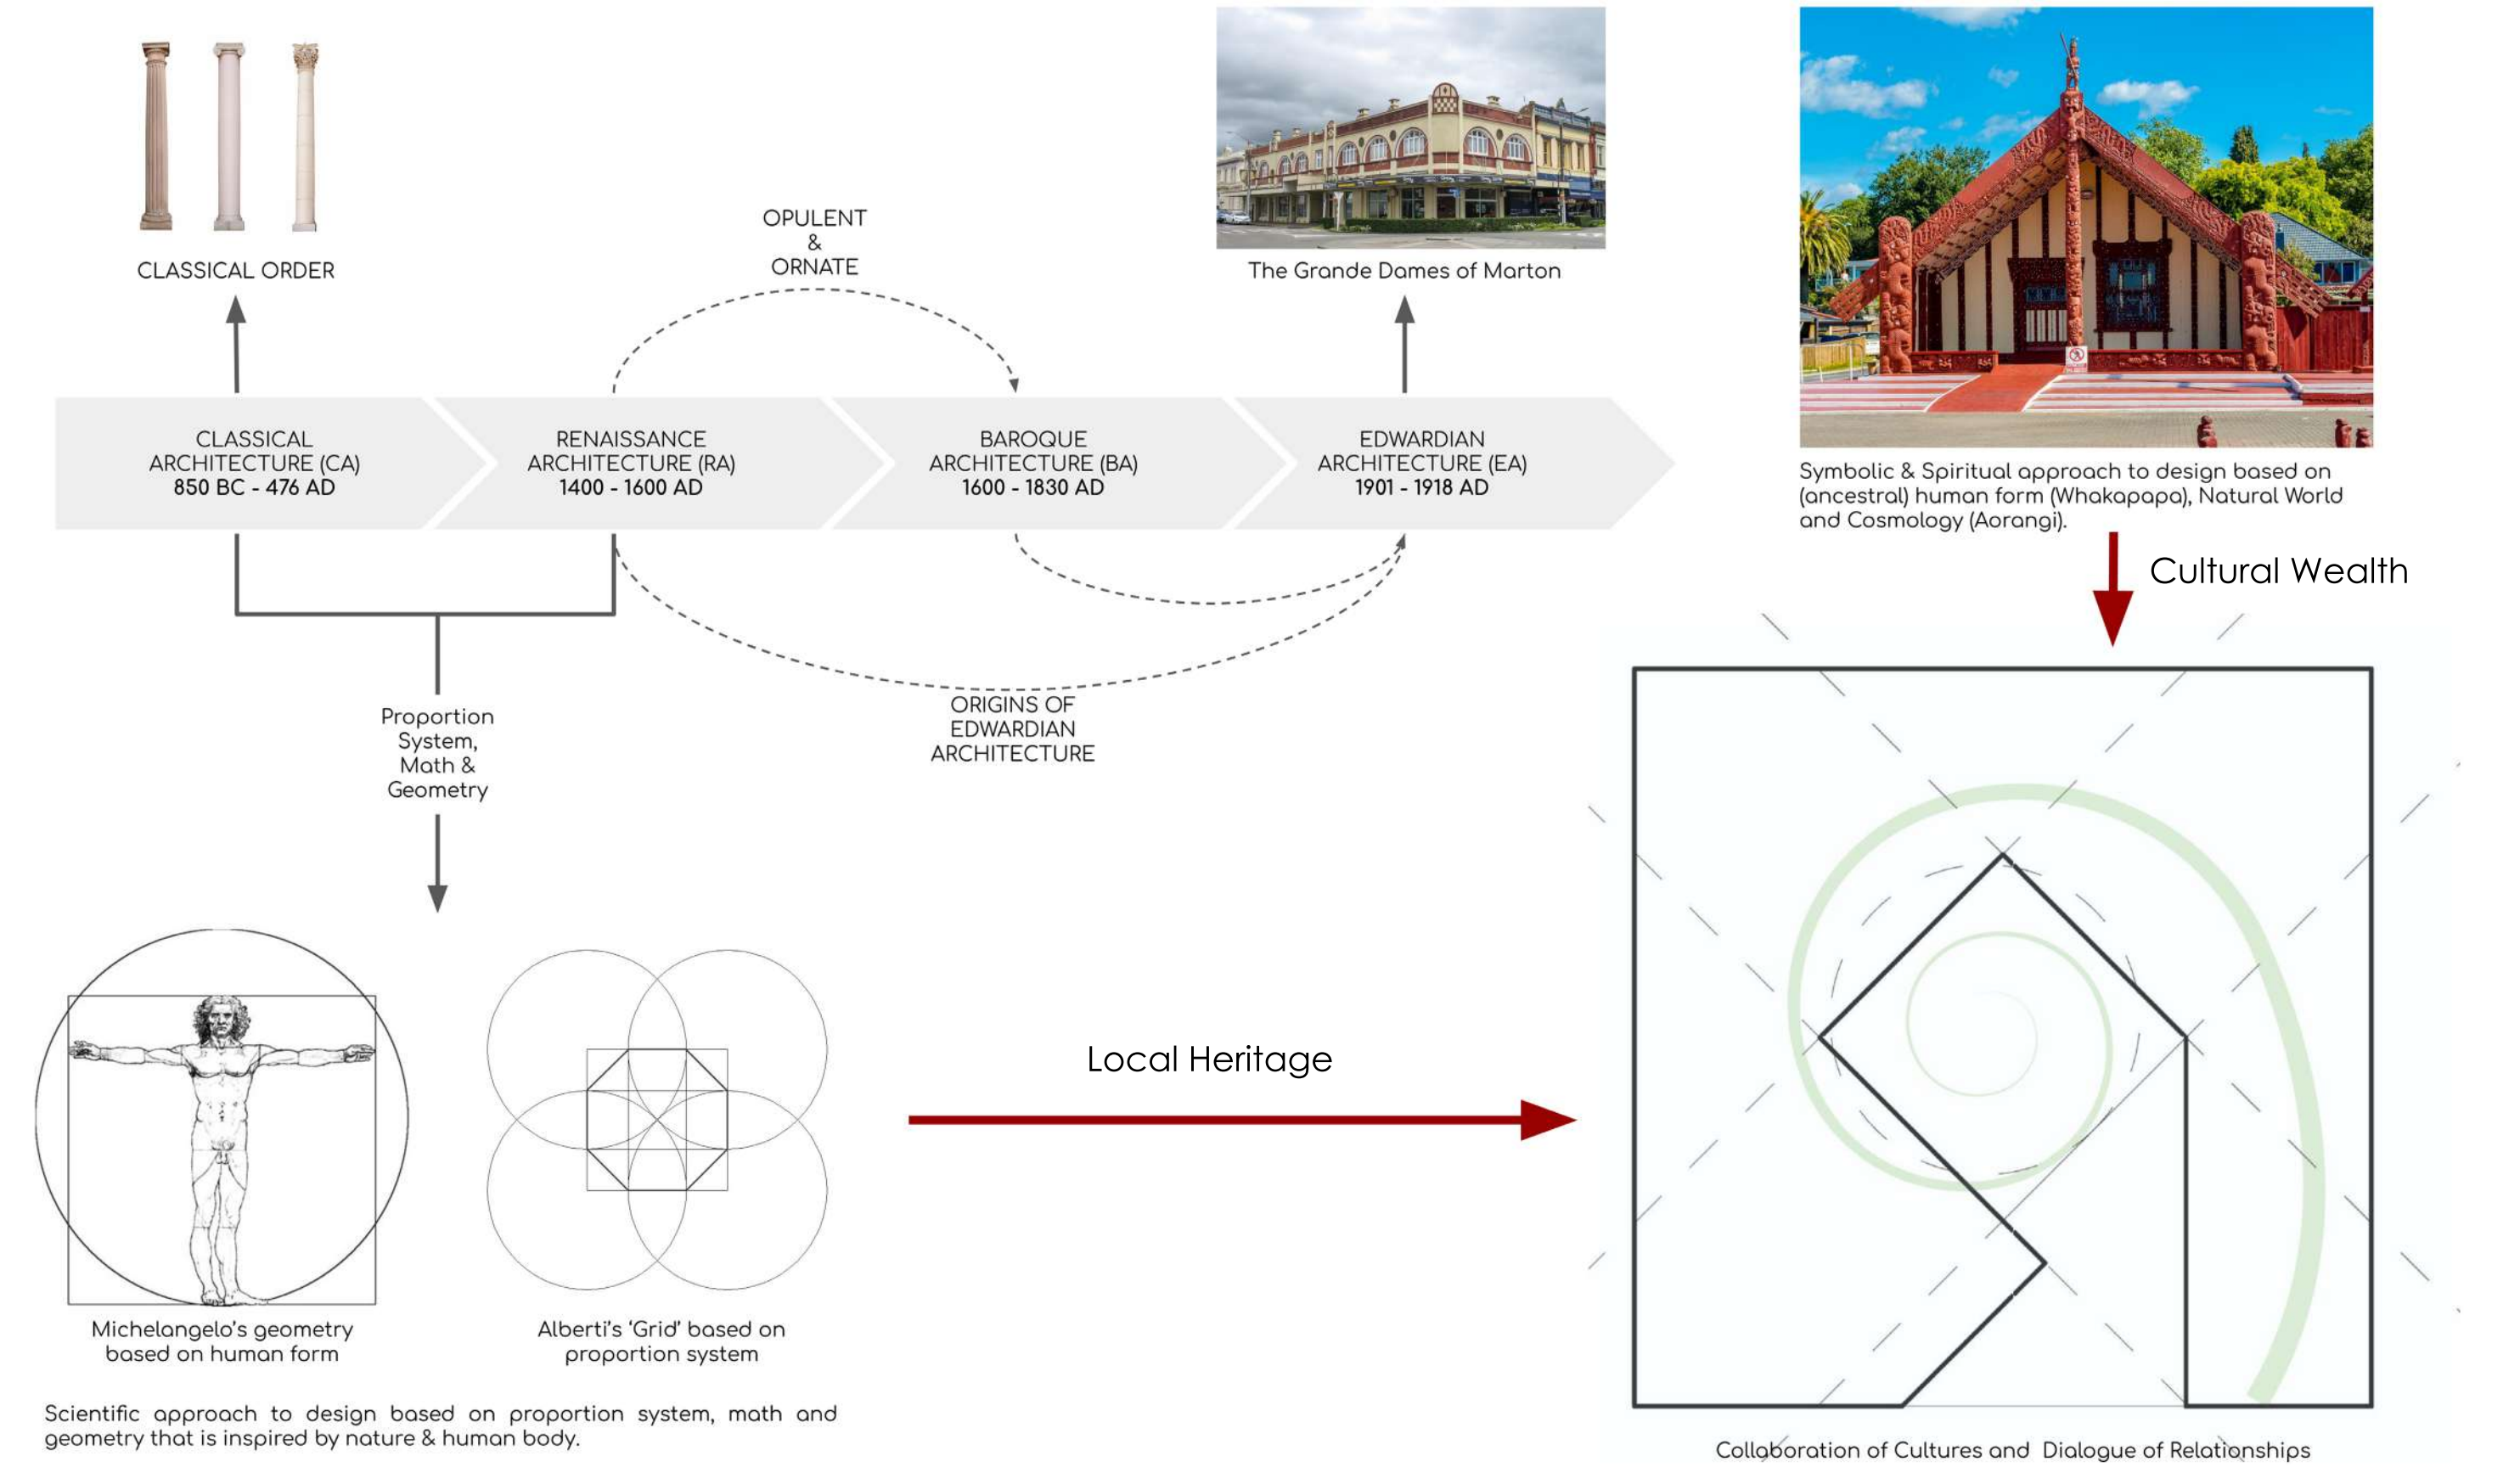 CLASSICAL ORDER
OPULENT
&
ORNATE
The Grande Dames of Marton
CLASSICAL
ARCHITECTURE (CA)
850 BC - 476 AD
RENAISSANCE
ARCHITECTURE (RA)
1400 - 1600 AD
BAROQUE
ARCHITECTURE (BA)
1600 - 1830 AD
EDWARDIAN
ARCHITECTURE (EA)
1901 - 1918 AD
Symbolic & Spiritual approach to design based on
(ancestral) human form (Whakapapa), Natural World
and Cosmology (Aorangi).
Cultural Wealth
Proportion
System,
Math &
Geometry
ORIGINS OF
EDWARDIAN
ARCHITECTURE
Local Heritage
Michelangelo's geometry
based on human form
Alberti's 'Grid' based on
proportion system
Scientific approach to design based on proportion system, math and
geometry that is inspired by nature & human body.
Collaboration of Cultures and Dialogue of Relationships